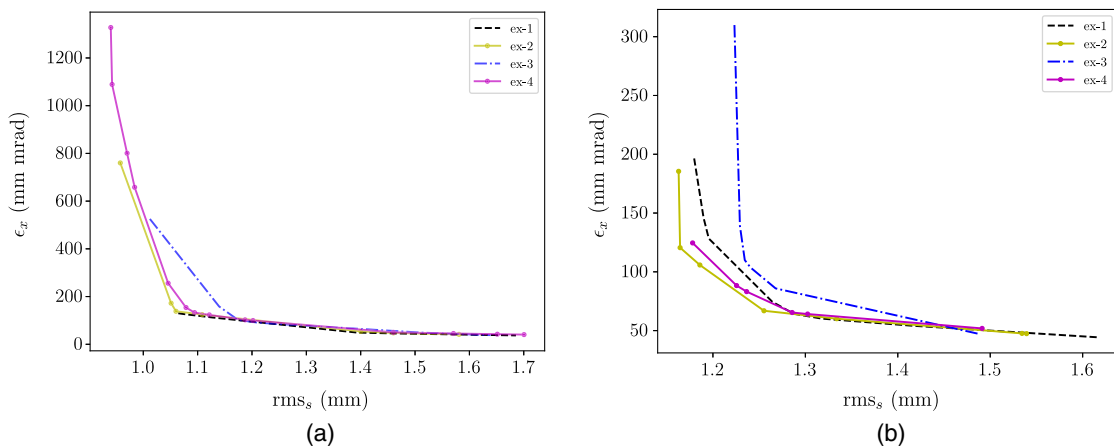 ex-1
ex-2
ex-3
ex-4
1200
1000
800
600
400
200
0
ϵx (mm mrad)
1.0 1.1 1.2 1.3 1.4 1.5 1.6 1.7
rmss (mm)
(a)
ex-1
ex-2
ex-3
ex-4
300
250
200
150
100
50
ϵx (mm mrad)
1.2 1.3 1.4 1.5 1.6
rmss (mm)
(b)